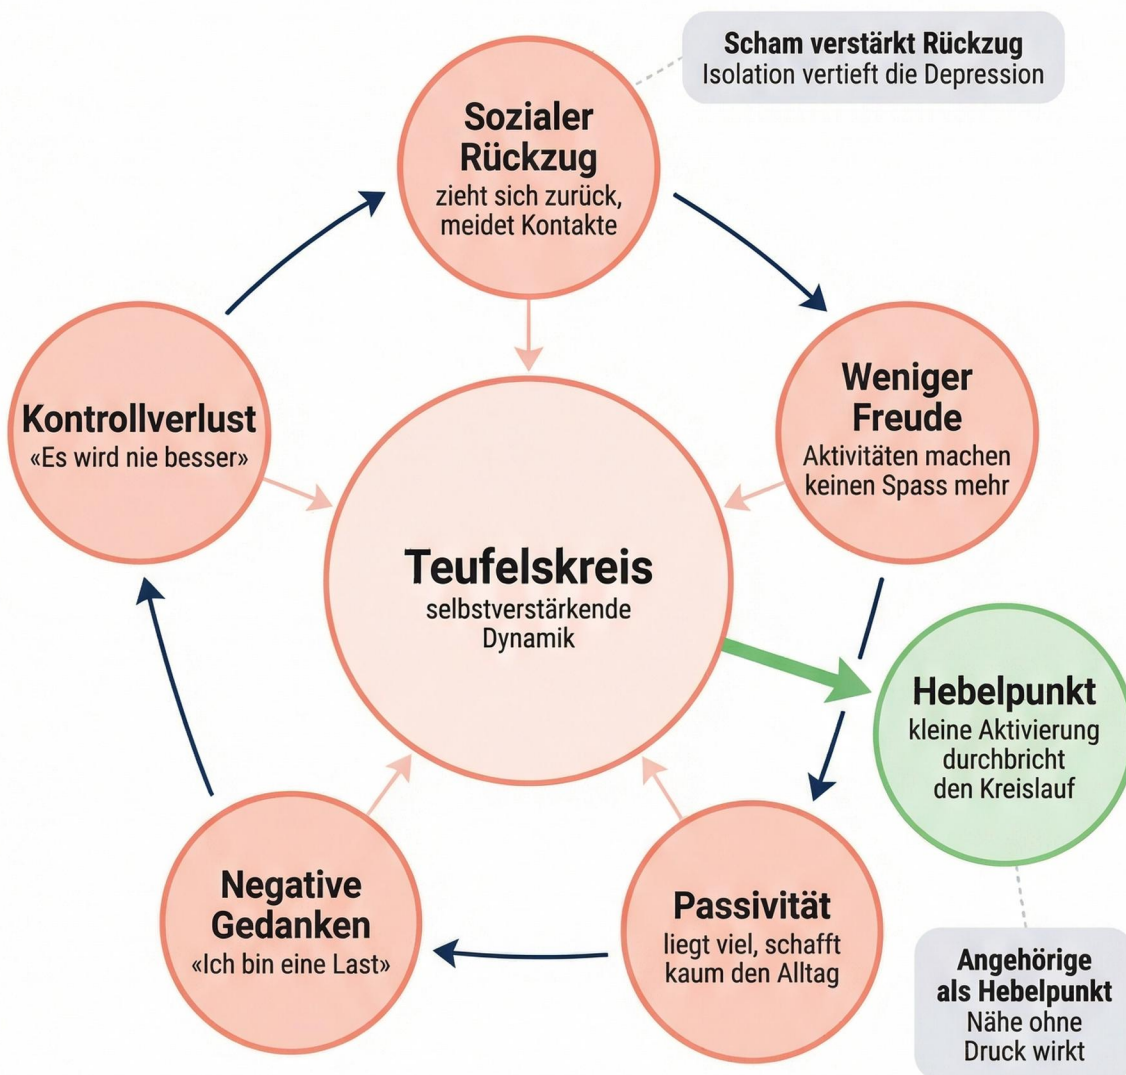 Scham verstärkt Rückzug
Isolation vertieft die Depression
Sozialer
Rückzug
zieht sich zurück,
meidet Kontakte
Weniger
Freude
Aktivitäten machen
keinen Spass mehr
Kontrollverlust
«Es wird nie besser»
Teufelskreis
selbstverstärkende
Dynamik
Hebelpunkt
kleine Aktivierung
durchbricht
den Kreislauf
Negative
Gedanken
«Ich bin eine Last»
Passivität
liegt viel, schafft
kaum den Alltag
Angehörige
als Hebelpunkt
Nähe ohne
Druck wirkt